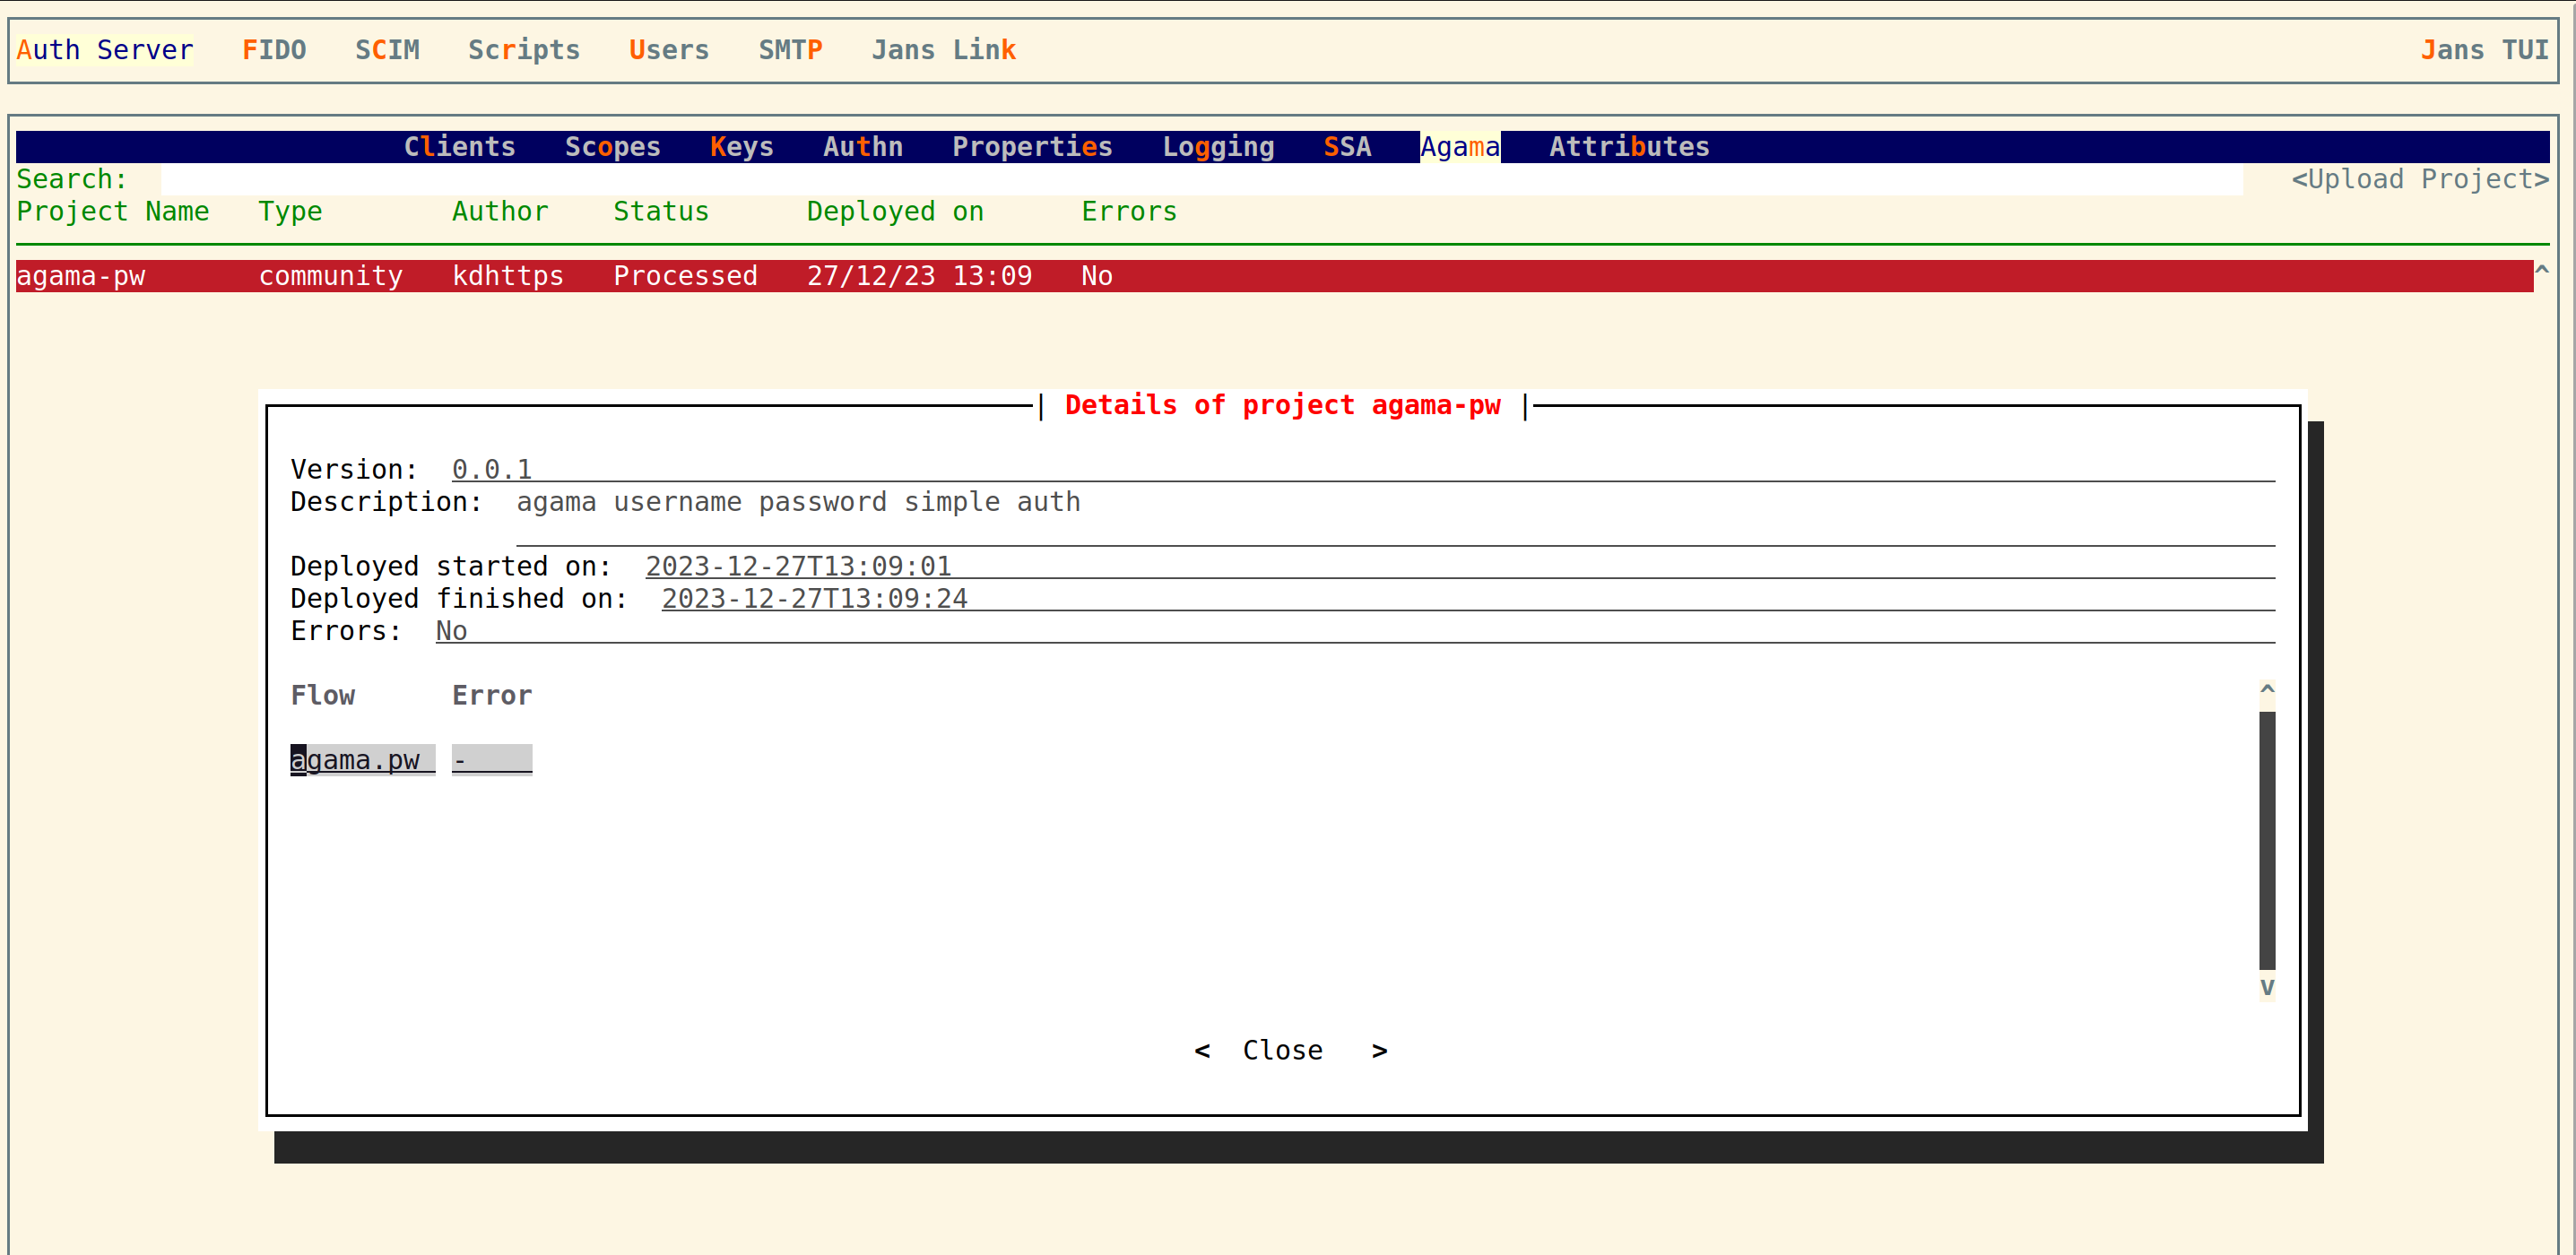 Auth Server FIDO SCIM Scripts Users SMTP Jans Link Jans TUI
Clients Scopes Keys Authn Properties Logging SSA Agama Attributes
Search: <Upload Project>
Project Name Type Author Status Deployed on Errors
agama-pw community kdhttps Processed 27/12/23 13:09 No ^
| Details of project agama-pw |
Version: 0.0.1
Description: agama username password simple auth
Deployed started on: 2023-12-27T13:09:01
Deployed finished on: 2023-12-27T13:09:24
Errors: No
Flow Error ^
agama.pw -
v
< Close >